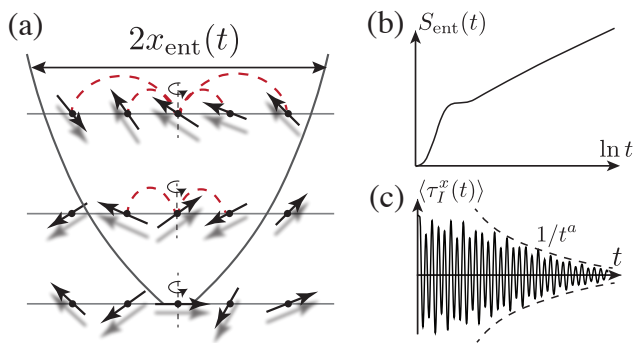 (a)
2x_ent(t)
(b)
S_ent(t)
ln t
(c)
⟨τ_I^x(t)⟩
1/t^a
t